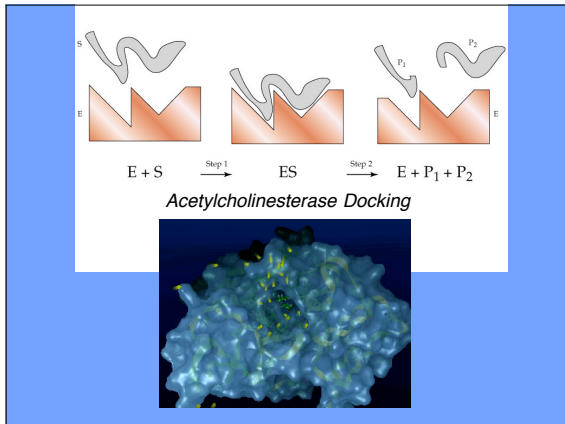 S
P₁
P₂
E
E
E + S Step 1 ES Step 2 E + P₁ + P₂
Acetylcholinesterase Docking